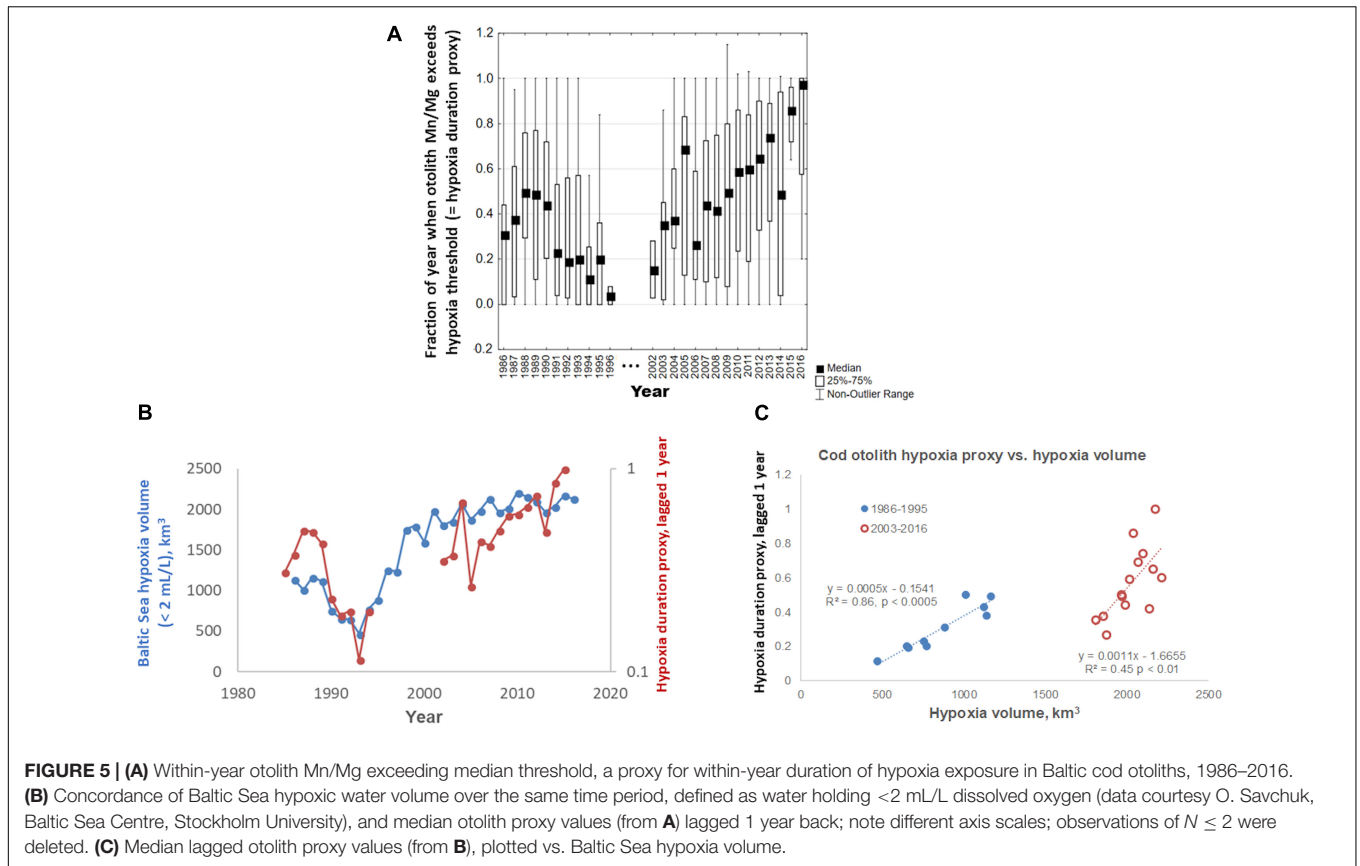 A
Fraction of year when otolith Mn/Mg exceeds
hypoxia threshold (= hypoxia duration proxy)
1.2
1.0
0.8
0.6
0.4
0.2
0.0
0.2
1986
1987
1988
1989
1990
1991
1992
1993
1994
1995
1996
...
2002
2003
2004
2005
2006
2007
2008
2009
2010
2011
2012
2013
2014
2015
2016
Year
Median
25%-75%
Non-Outlier Range
B
Baltic Sea hypoxia volume
(< 2 mL/L), km³
2500
2000
1500
1000
500
0
1980
1990
2000
2010
2020
Year
1
0.1
Hypoxia duration proxy, lagged 1 year
C
Cod otolith hypoxia proxy vs. hypoxia volume
Hypoxia duration proxy, lagged 1 year
1.2
1
0.8
0.6
0.4
0.2
0
1986-1995
2003-2016
y = 0.0005x - 0.1541
R² = 0.86, p < 0.0005
y = 0.0011x - 1.6655
R² = 0.45 p < 0.01
0
500
1000
1500
2000
2500
Hypoxia volume, km³
FIGURE 5 | (A) Within-year otolith Mn/Mg exceeding median threshold, a proxy for within-year duration of hypoxia exposure in Baltic cod otoliths, 1986–2016.
(B) Concordance of Baltic Sea hypoxic water volume over the same time period, defined as water holding <2 mL/L dissolved oxygen (data courtesy O. Savchuk,
Baltic Sea Centre, Stockholm University), and median otolith proxy values (from A) lagged 1 year back; note different axis scales; observations of N ≤ 2 were
deleted. (C) Median lagged otolith proxy values (from B), plotted vs. Baltic Sea hypoxia volume.